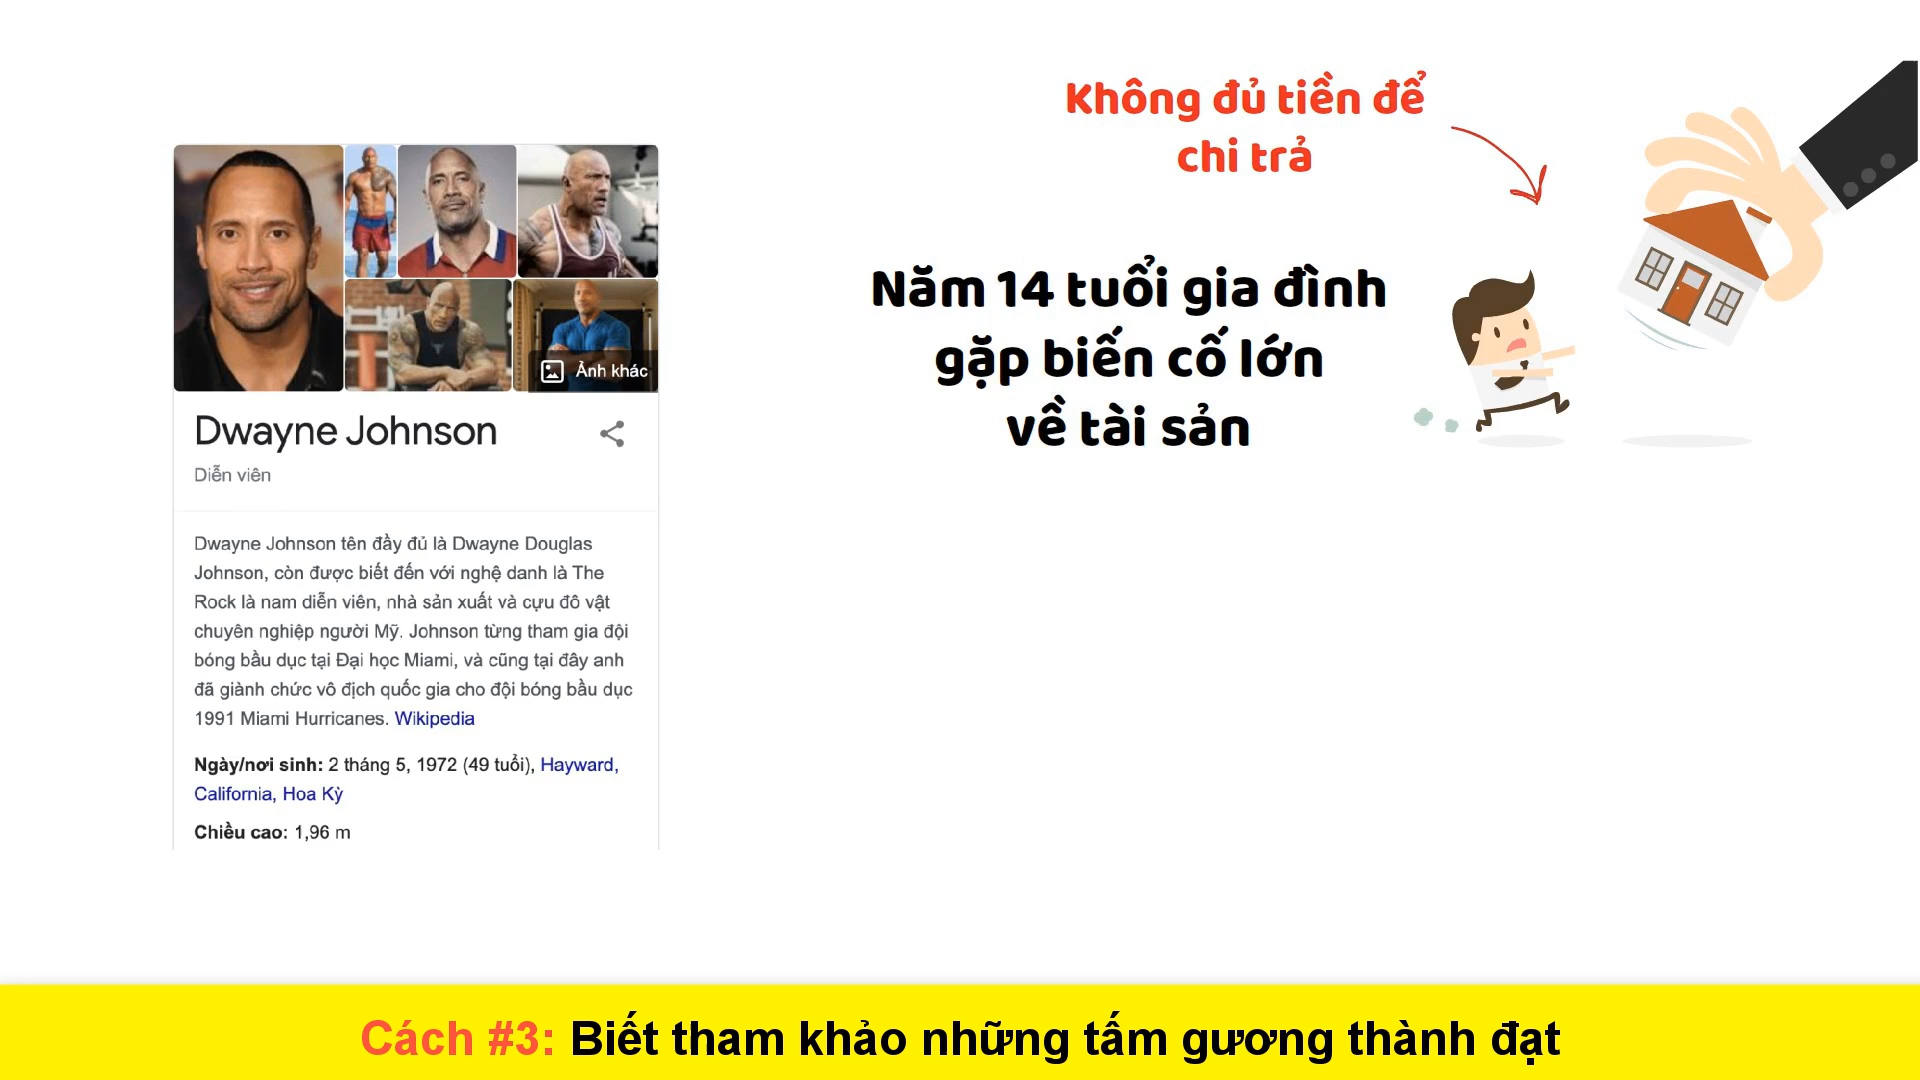 Không đủ tiền để
chi trả
Năm 14 tuổi gia đình
gặp biến cố lớn
về tài sản
Ảnh khác
Dwayne Johnson
Diễn viên
Dwayne Johnson tên đầy đủ là Dwayne Douglas
Johnson, còn được biết đến với nghệ danh là The
Rock là nam diễn viên, nhà sản xuất và cựu đô vật
chuyên nghiệp người Mỹ. Johnson từng tham gia đội
bóng bầu dục tại Đại học Miami, và cũng tại đây anh
đã giành chức vô địch quốc gia cho đội bóng bầu dục
1991 Miami Hurricanes. Wikipedia
Ngày/nơi sinh: 2 tháng 5, 1972 (49 tuổi), Hayward,
California, Hoa Kỳ
Chiều cao: 1,96 m
Cách #3: Biết tham khảo những tấm gương thành đạt